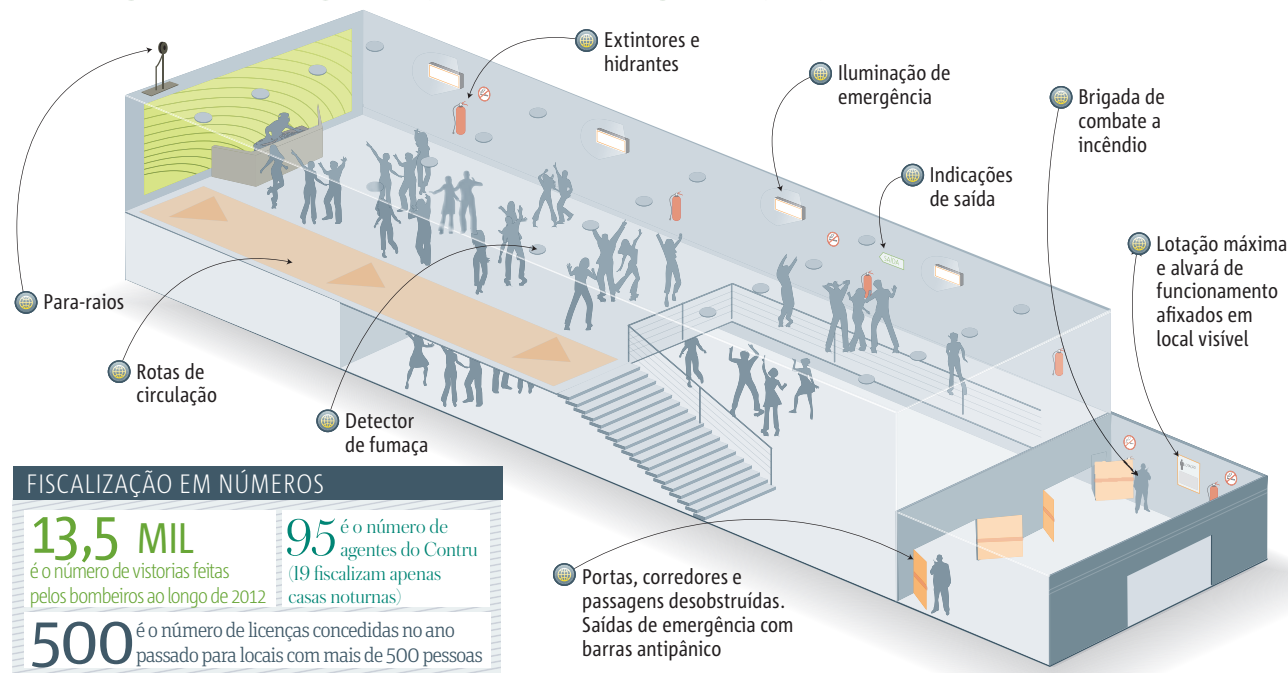 Extintores e
hidrantes
Iluminação de
emergência
Brigada de
combate a
incêndio
Indicações
de saída
Lotação máxima
e alvará de
funcionamento
afixados em
local visível
Para-raios
Rotas de
circulação
Detector
de fumaça
SAÍDA
Portas, corredores e
passagens desobstruídas.
Saídas de emergência com
barras antipânico
FISCALIZAÇÃO EM NÚMEROS
13,5 MIL
é o número de vistorias feitas
pelos bombeiros ao longo de 2012
95 é o número de
agentes do Contru
(19 fiscalizam apenas
casas noturnas)
500 é o número de licenças concedidas no ano
passado para locais com mais de 500 pessoas